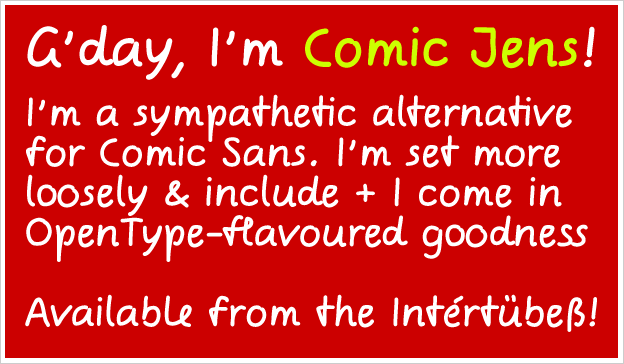 G'day, I'm Comic Jens!
I'm a sympathetic alternative
for Comic Sans. I'm set more
loosely & include + I come in
OpenType-flavoured goodness
Available from the Intértübeß!